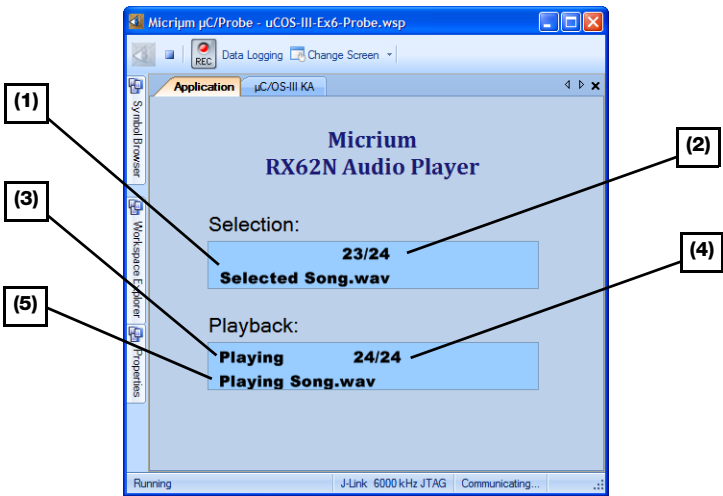 Micriµm µC/Probe - uCOS-III-Ex6-Probe.wsp
REC Data Logging Change Screen
Application µC/OS-III KA
Symbol Browser
Workspace Explorer
Properties
Micrium
RX62N Audio Player
Selection:
23/24
Selected Song.wav
Playback:
Playing 24/24
Playing Song.wav
Running J-Link 6000 kHz JTAG Communicating...
(1)
(2)
(3)
(4)
(5)